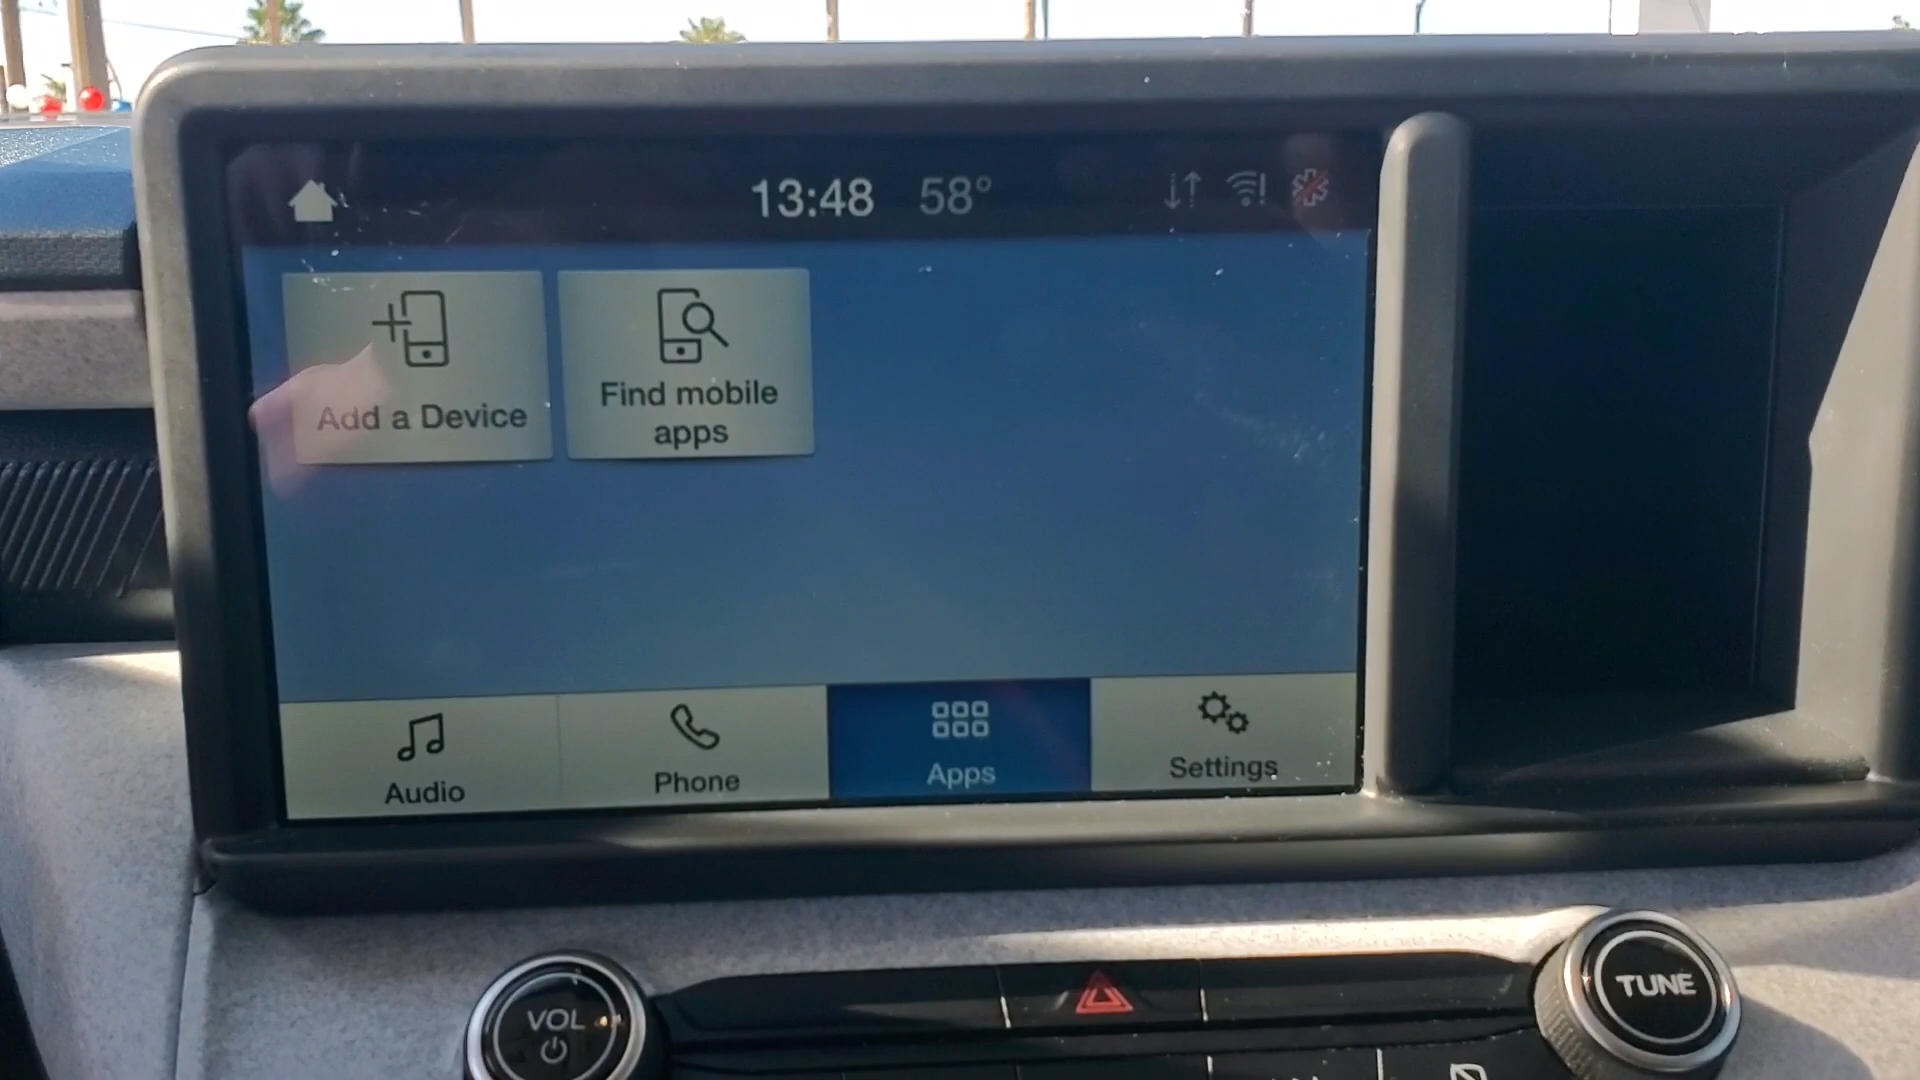 13:48 58°
Add a Device
Find mobile
apps
Audio
Phone
Apps
Settings
VOL
TUNE